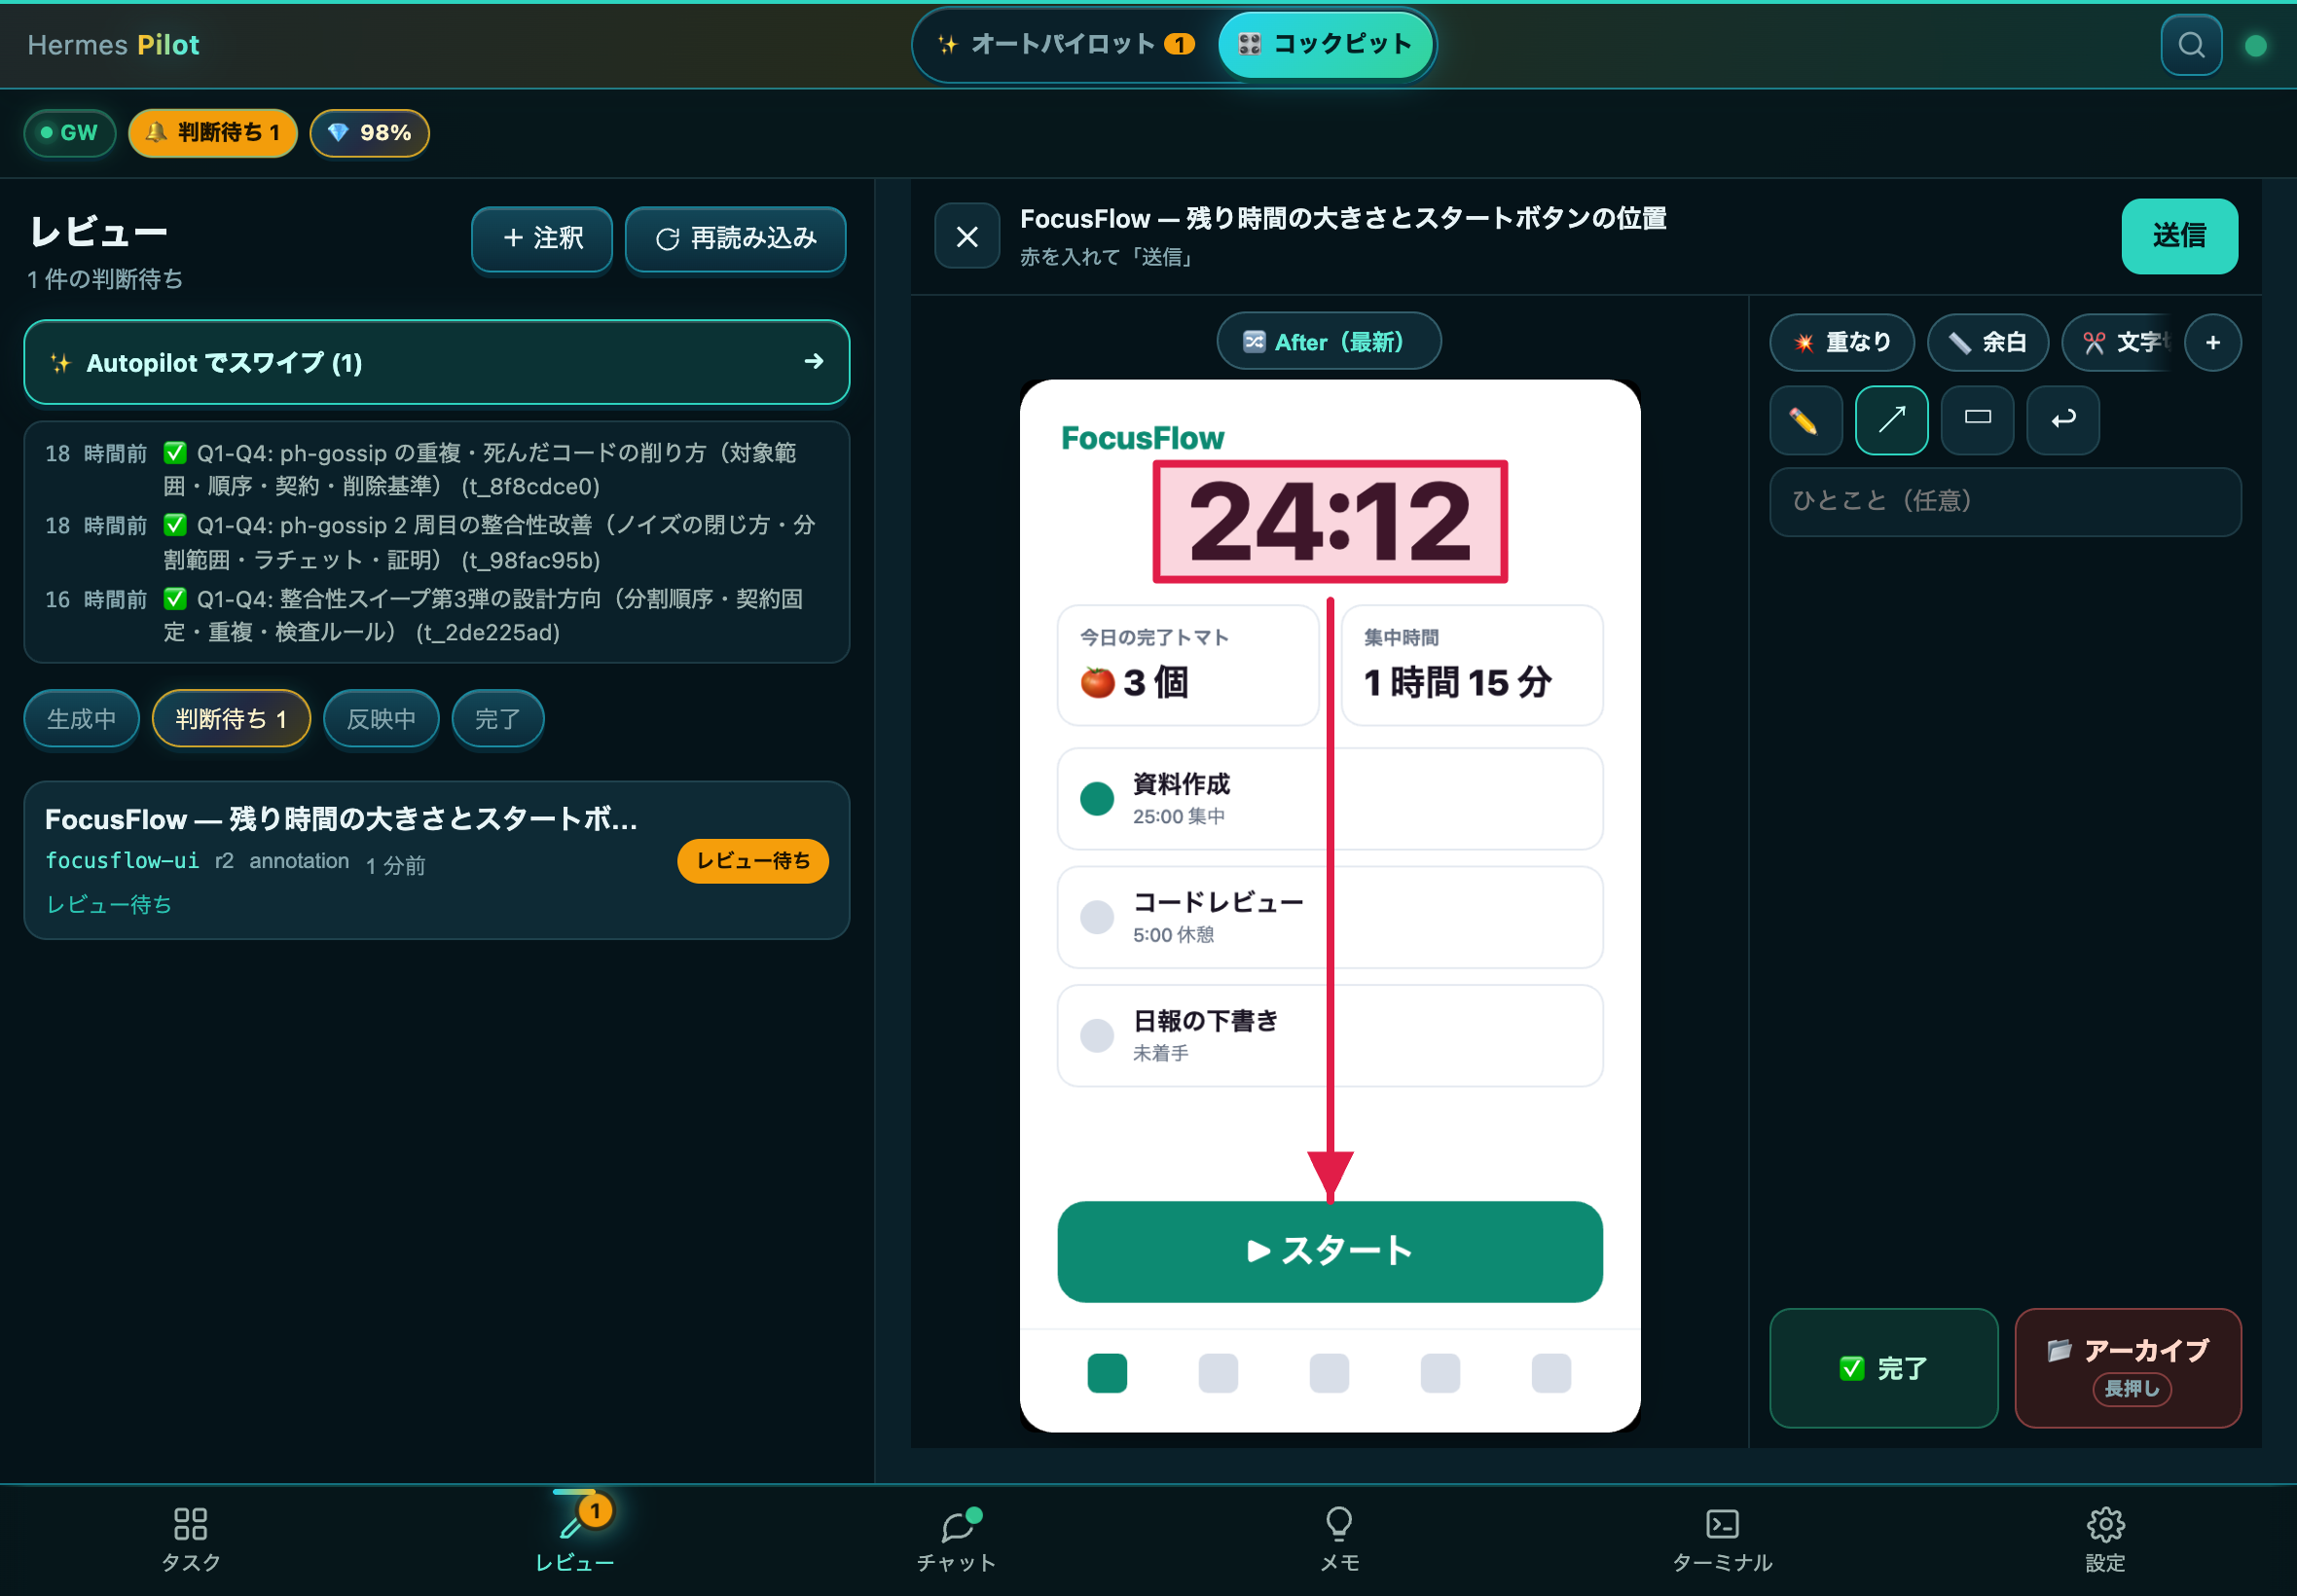 Hermes Pilot
オートパイロット 1
コックピット
GW
判断待ち 1
98%
レビュー
1 件の判断待ち
+ 注釈
再読み込み
Autopilot でスワイプ (1)
18 時間前 Q1-Q4: ph-gossip の重複・死んだコードの削り方（対象範
囲・順序・契約・削除基準） (t_8f8cdce0)
18 時間前 Q1-Q4: ph-gossip 2 周目の整合性改善（ノイズの閉じ方・分
割範囲・ラチェット・証明） (t_98fac95b)
16 時間前 Q1-Q4: 整合性スイープ第3弾の設計方向（分割順序・契約固
定・重複・検査ルール） (t_2de225ad)
生成中
判断待ち 1
反映中
完了
FocusFlow — 残り時間の大きさとスタートボ...
focusflow-ui r2 annotation 1 分前
レビュー待ち
レビュー待ち
FocusFlow — 残り時間の大きさとスタートボタンの位置
赤を入れて「送信」
送信
After（最新）
FocusFlow
24:12
今日の完了トマト
3 個
集中時間
1 時間 15 分
資料作成
25:00 集中
コードレビュー
5:00 休憩
日報の下書き
未着手
スタート
重なり
余白
文字
+
ひとこと（任意）
完了
アーカイブ
長押し
タスク
1
レビュー
チャット
メモ
ターミナル
設定